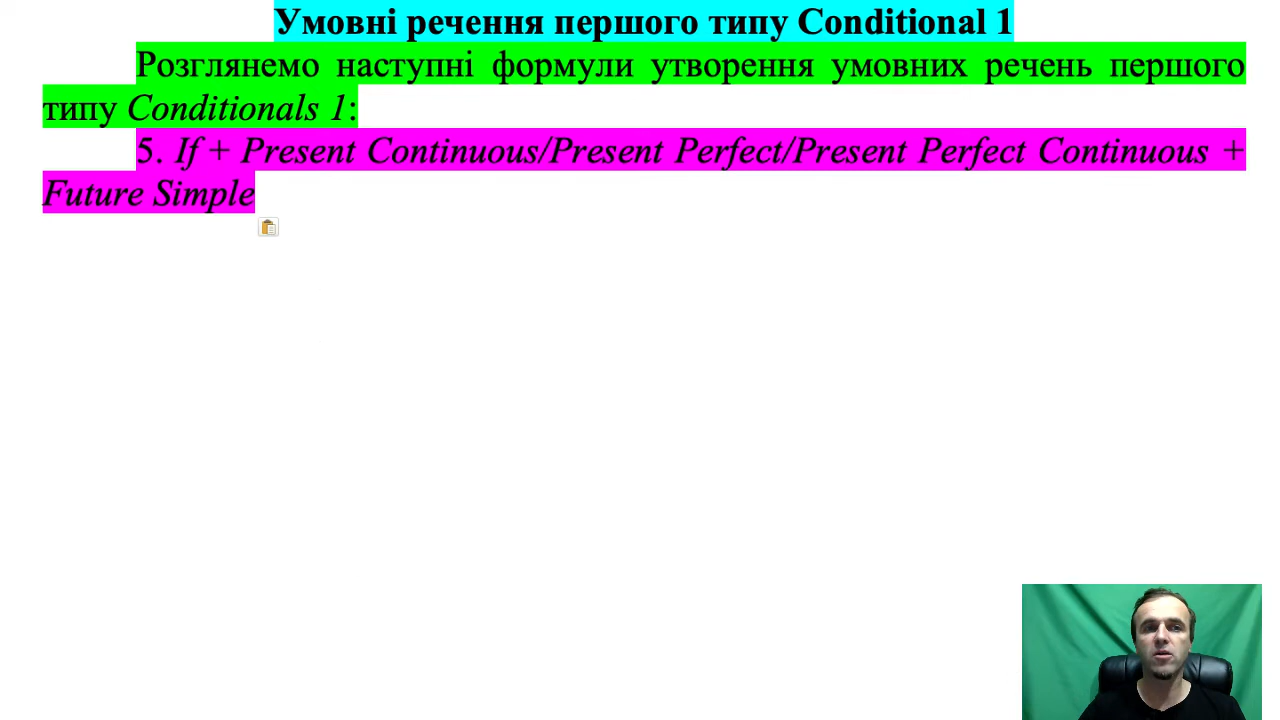 Умовні речення першого типу Conditional 1
Розглянемо наступні формули утворення умовних речень першого
типу Conditionals 1:
5. If + Present Continuous/Present Perfect/Present Perfect Continuous +
Future Simple